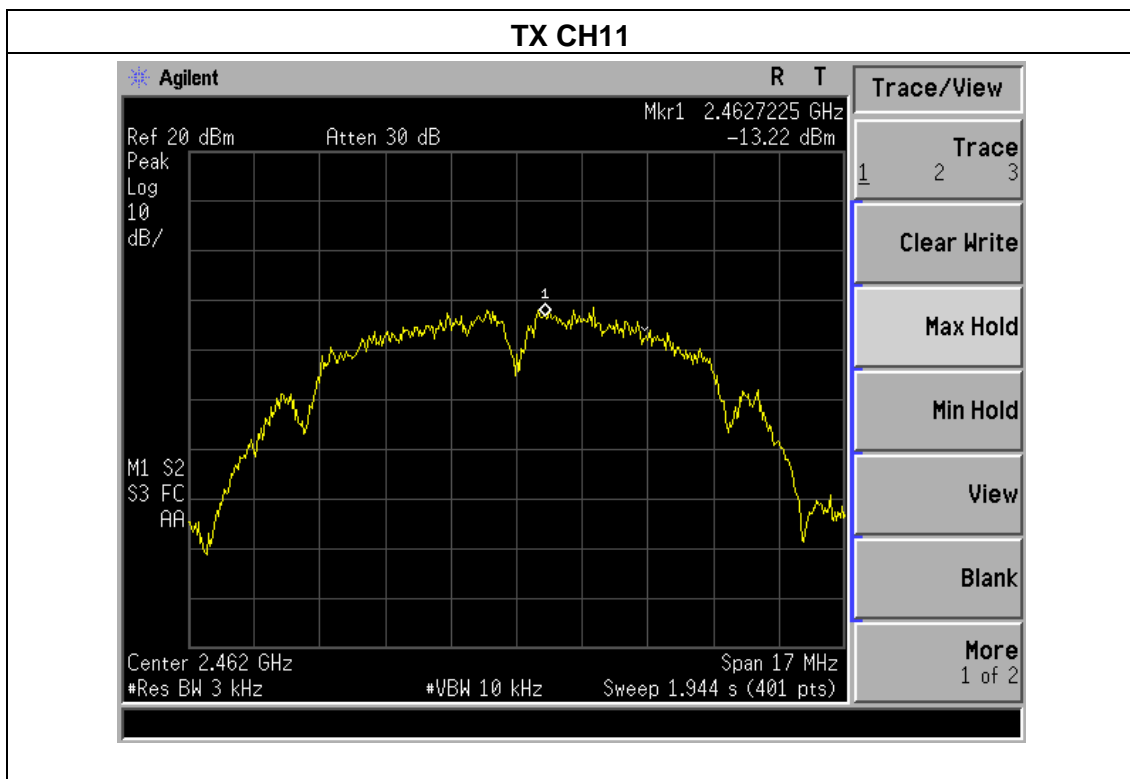 TX CH11
Agilent R T
Mkr1 2.4627225 GHz
Ref 20 dBm Atten 30 dB -13.22 dBm
Peak
Log
10
dB/
1
M1 S2
S3 FC
AA
Center 2.462 GHz Span 17 MHz
#Res BW 3 kHz #VBW 10 kHz Sweep 1.944 s (401 pts)
Trace/View
Trace
1 2 3
Clear Write
Max Hold
Min Hold
View
Blank
More
1 of 2